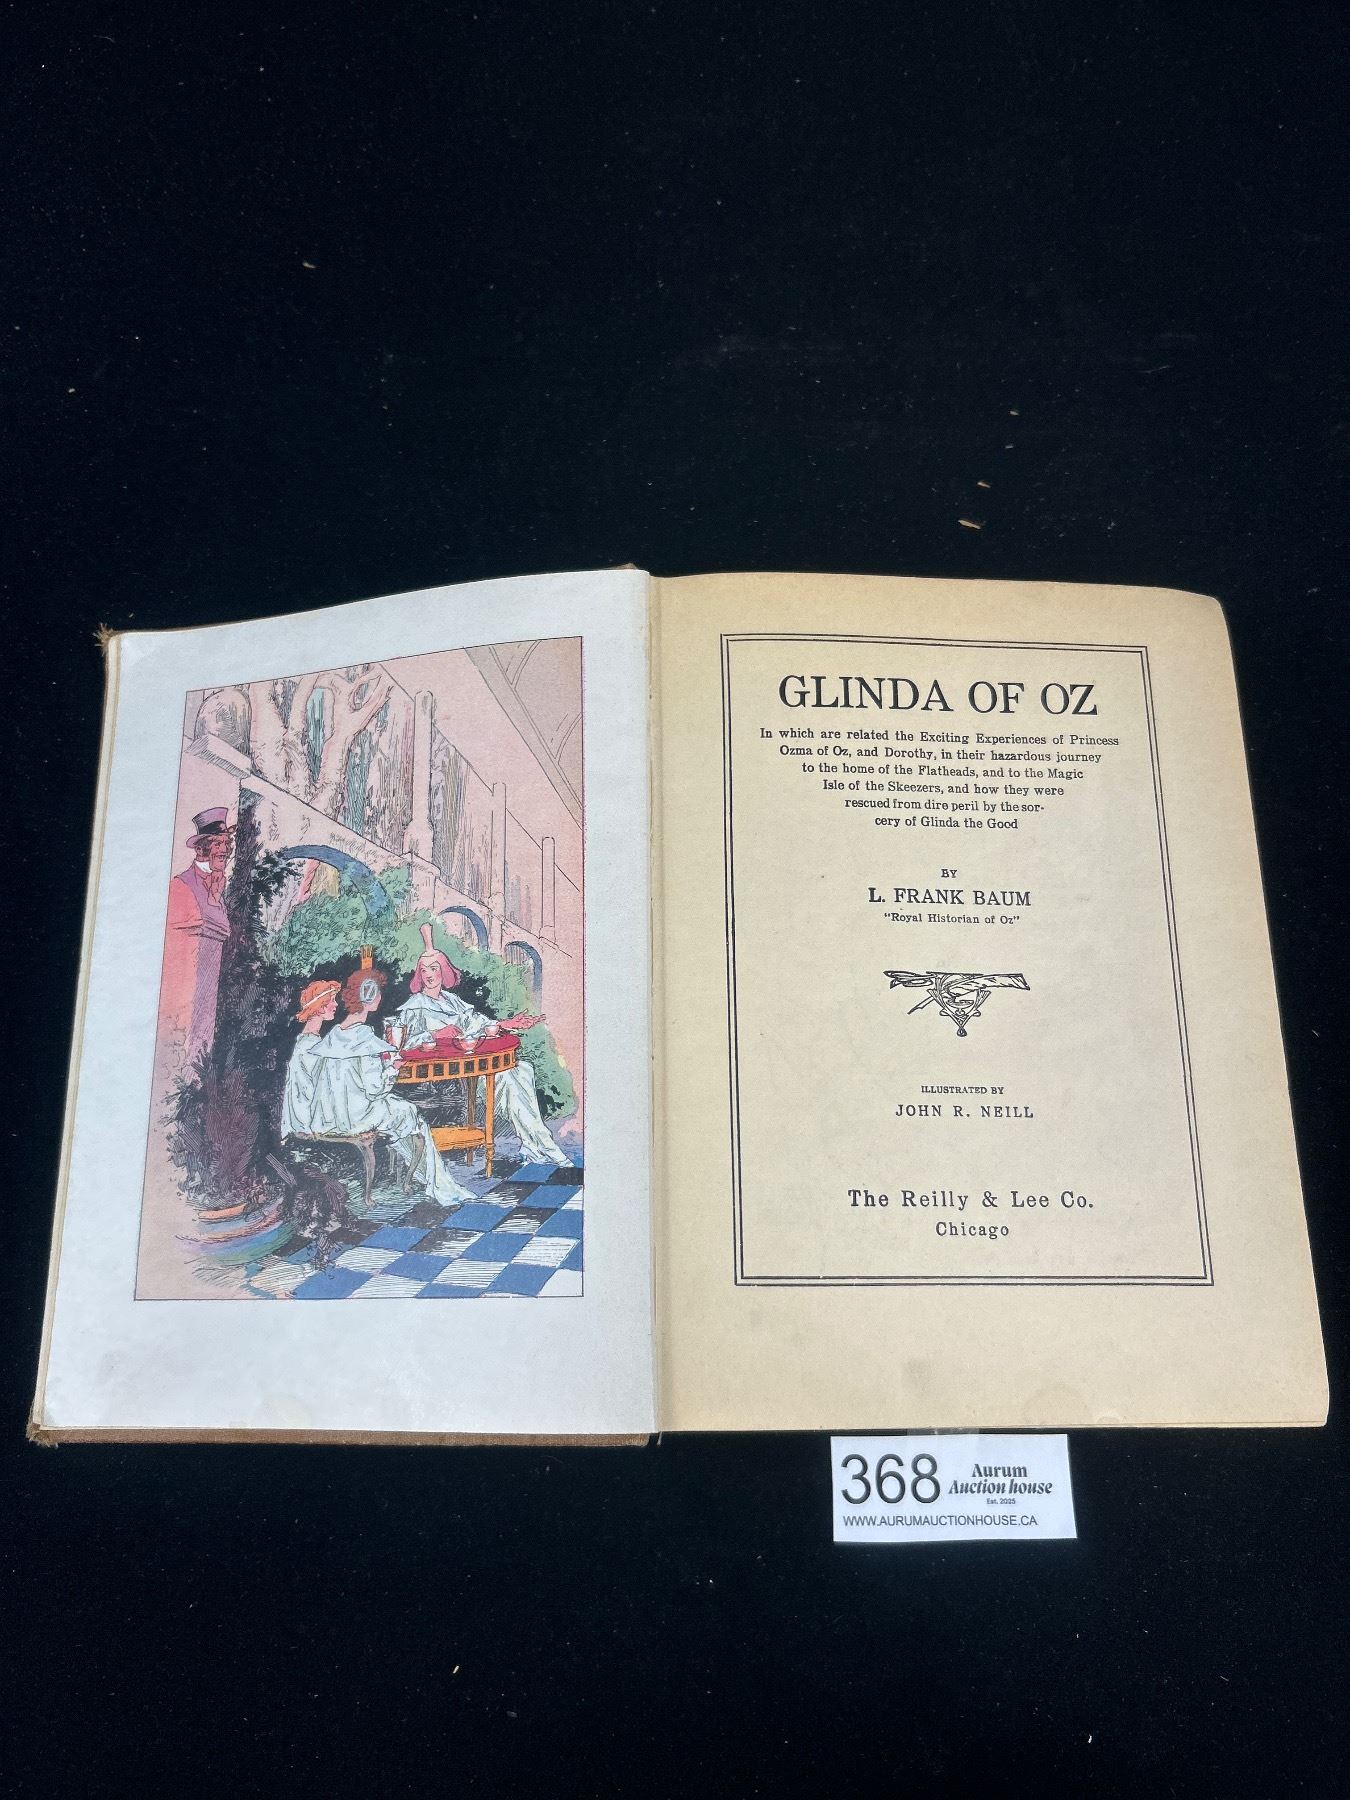 GLINDA OF OZ
In which are related the Exciting Experiences of Princess
Ozma of Oz, and Dorothy, in their hazardous journey
to the home of the Flatheads, and to the Magic
Isle of the Skeezers, and how they were
rescued from dire peril by the sor-
cery of Glinda the Good
BY
L. FRANK BAUM
"Royal Historian of Oz"
ILLUSTRATED BY
JOHN R. NEILL
The Reilly & Lee Co.
Chicago
OZ
368
Aurum
Auction house
Est. 2025
WWW.AURUMAUCTIONHOUSE.CA